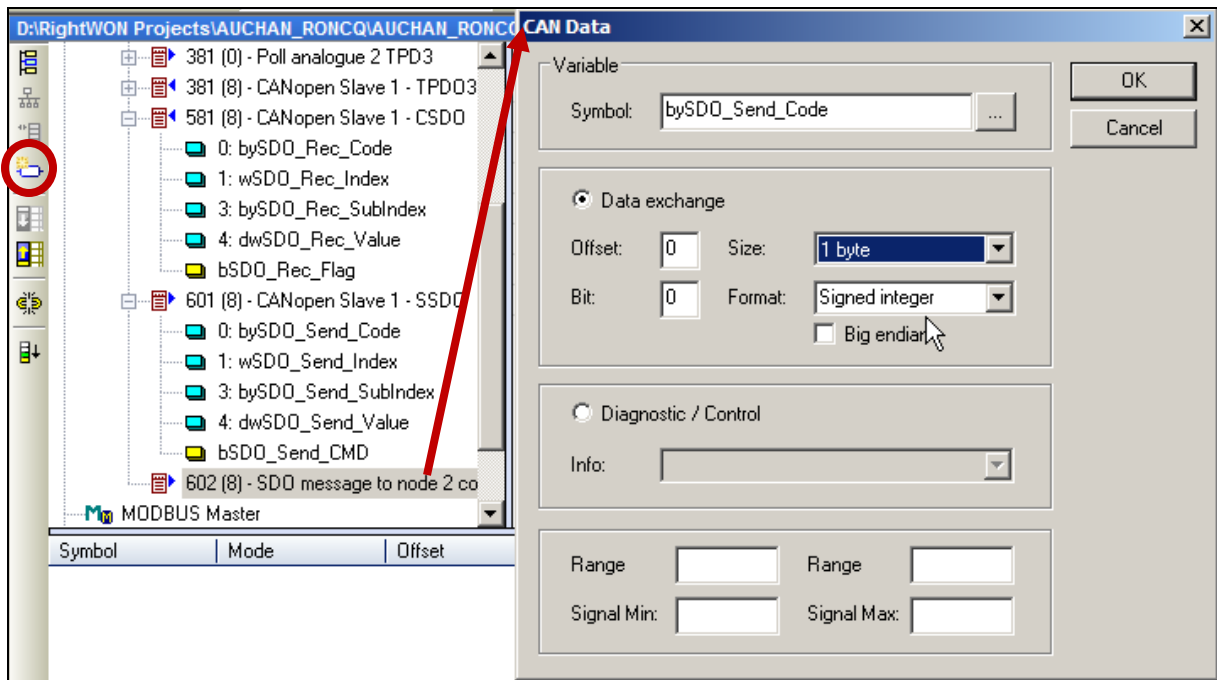 D:\RightWON Projects\AUCHAN_RONCQ\AUCHAN_RONCQ
381 (0) - Poll analogue 2 TPD3
381 (8) - CANopen Slave 1 - TPDO3
581 (8) - CANopen Slave 1 - CSDO
0: bySDO_Rec_Code
1: wSDO_Rec_Index
3: bySDO_Rec_SubIndex
4: dwSDO_Rec_Value
bSDO_Rec_Flag
601 (8) - CANopen Slave 1 - SSDO
0: bySDO_Send_Code
1: wSDO_Send_Index
3: bySDO_Send_SubIndex
4: dwSDO_Send_Value
bSDO_Send_CMD
602 (8) - SDO message to node 2 co
MODBUS Master
Symbol Mode Offset
CAN Data
Variable
Symbol: bySDO_Send_Code ...
OK
Cancel
Data exchange
Offset: 0 Size: 1 byte
Bit: 0 Format: Signed integer
Big endian
Diagnostic / Control
Info:
Range Range
Signal Min: Signal Max: